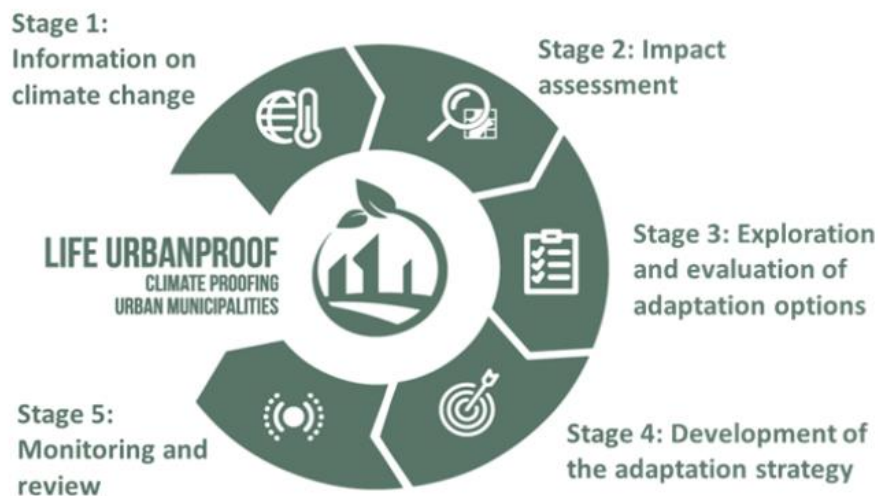 Stage 1:
Information on
climate change
Stage 2: Impact
assessment
Stage 3: Exploration
and evaluation of
adaptation options
LIFE URBANPROOF
CLIMATE PROOFING
URBAN MUNICIPALITIES
Stage 4: Development of
the adaptation strategy
Stage 5:
Monitoring and
review